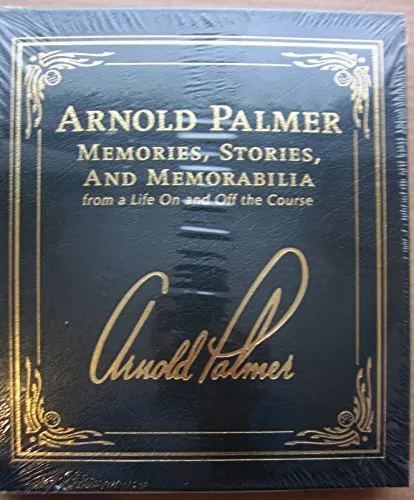 ARNOLD PALMER
MEMORIES, STORIES,
AND MEMORABILIA
from a Life On and Off the Course
Arnold Palmer